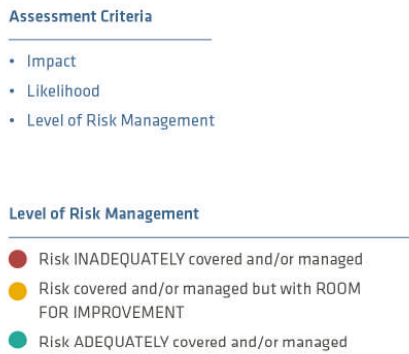 Assessment Criteria
• Impact
• Likelihood
• Level of Risk Management
Level of Risk Management
Risk INADEQUATELY covered and/or managed
Risk covered and/or managed but with ROOM
FOR IMPROVEMENT
Risk ADEQUATELY covered and/or managed